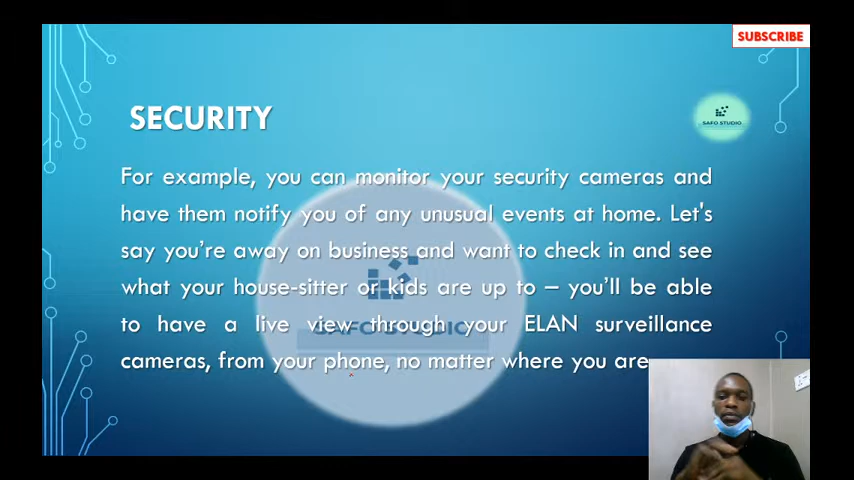 SUBSCRIBE
SECURITY
SAFO.STUDIO
For example, you can monitor your security cameras and
have them notify you of any unusual events at home. Let's
say you're away on business and want to check in and see
what your house-sitter or kids are up to – you'll be able
to have a live view through your ELAN surveillance
cameras, from your phone, no matter where you are
SAFO.STUDIO